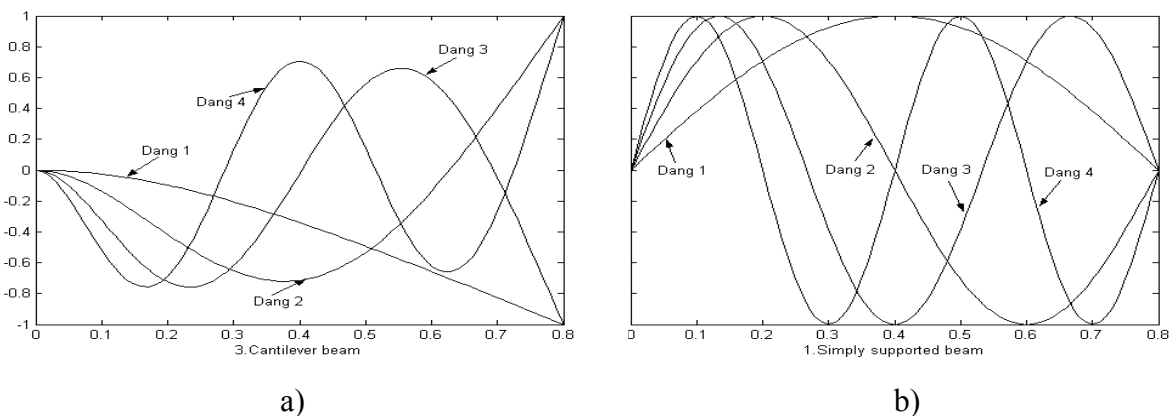 1
0.8
0.6
0.4
0.2
0
-0.2
-0.4
-0.6
-0.8
-1
Dang 3
Dang 4
Dang 1
Dang 2
0 0.1 0.2 0.3 0.4 0.5 0.6 0.7 0.8
3.Cantilever beam
a)
Dang 1
Dang 2
Dang 3
Dang 4
0 0.1 0.2 0.3 0.4 0.5 0.6 0.7 0.8
1.Simply supported beam
b)